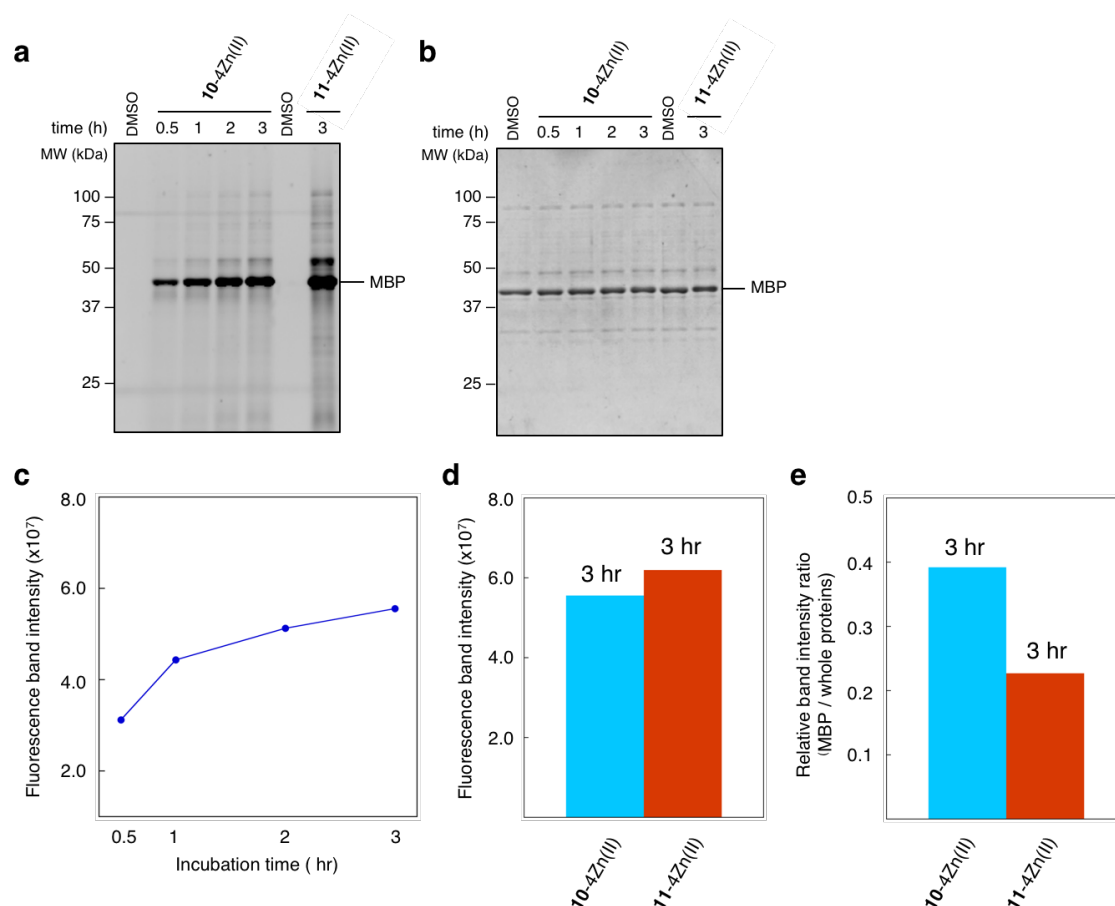 a
DMSO
10-4Zn(II)
DMSO
11-4Zn(II)
time (h)
0.5 1 2 3 3
MW (kDa)
100
75
50
MBP
37
25
b
DMSO
10-4Zn(II)
DMSO
11-4Zn(II)
time (h)
0.5 1 2 3 3
MW (kDa)
100
75
50
MBP
37
25
c
Fluorescence band intensity (x10⁷)
8.0
6.0
4.0
2.0
0.5 1 2 3
Incubation time ( hr)
d
Fluorescence band intensity (x10⁷)
8.0
6.0
4.0
2.0
3 hr
3 hr
10-4Zn(II)
11-4Zn(II)
e
Relative band intensity ratio
(MBP / whole proteins)
0.5
0.4
0.3
0.2
0.1
3 hr
3 hr
10-4Zn(II)
11-4Zn(II)